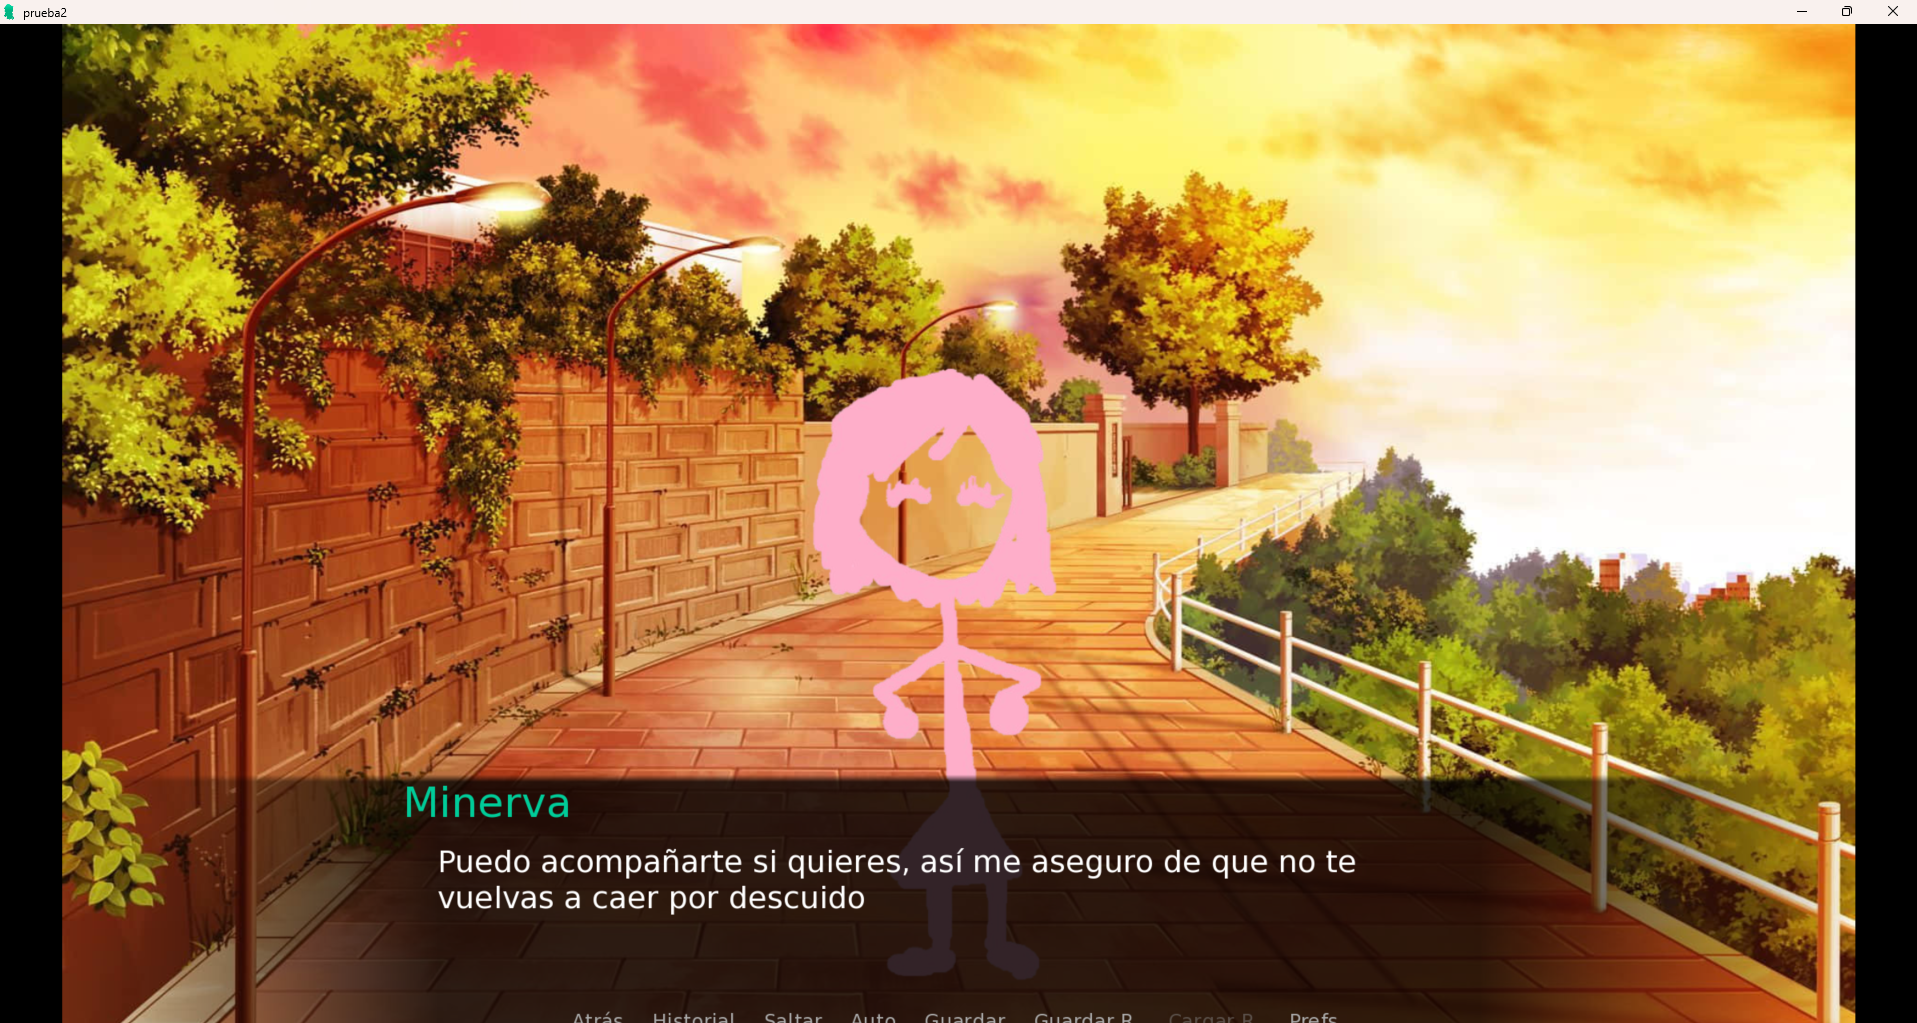 prueba2
Minerva
Puedo acompañarte si quieres, así me aseguro de que no te
vuelvas a caer por descuido
Atrás Historial Saltar Auto Guardar Guardar R. Cargar R. Prefs.